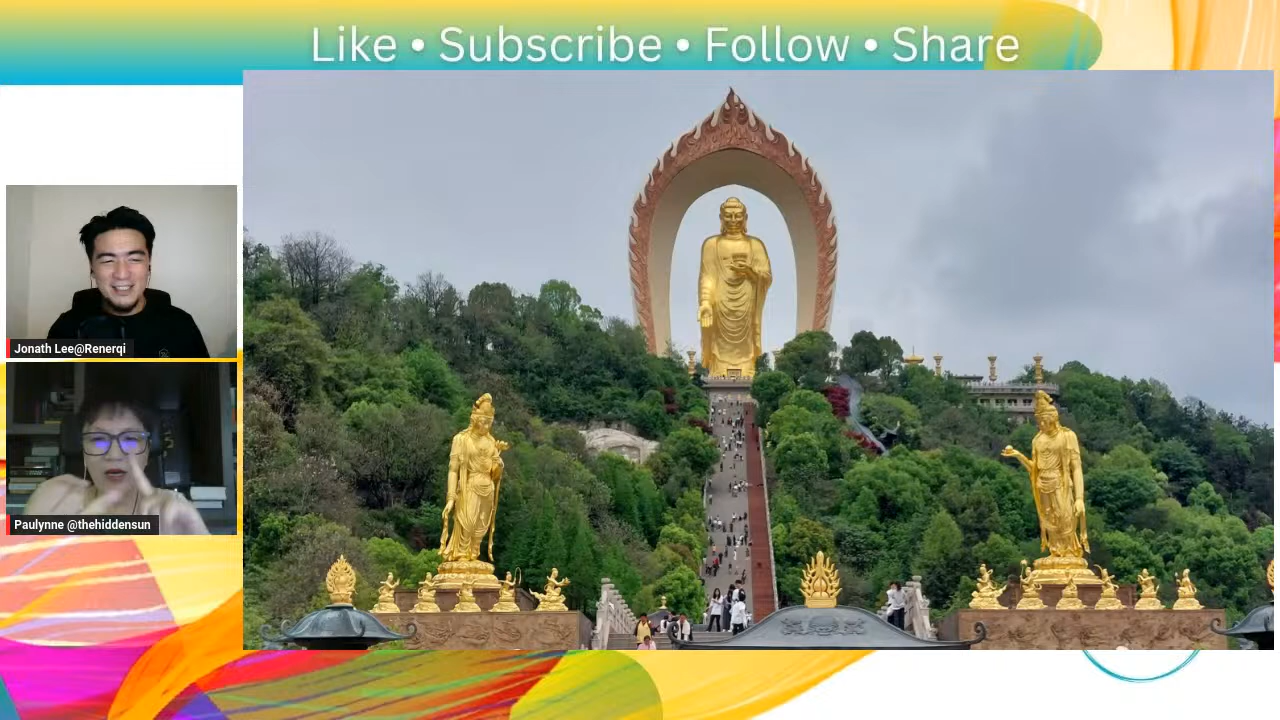 Like • Subscribe • Follow • Share
Jonath Lee@Renerqi
Paulynne @thehiddensun